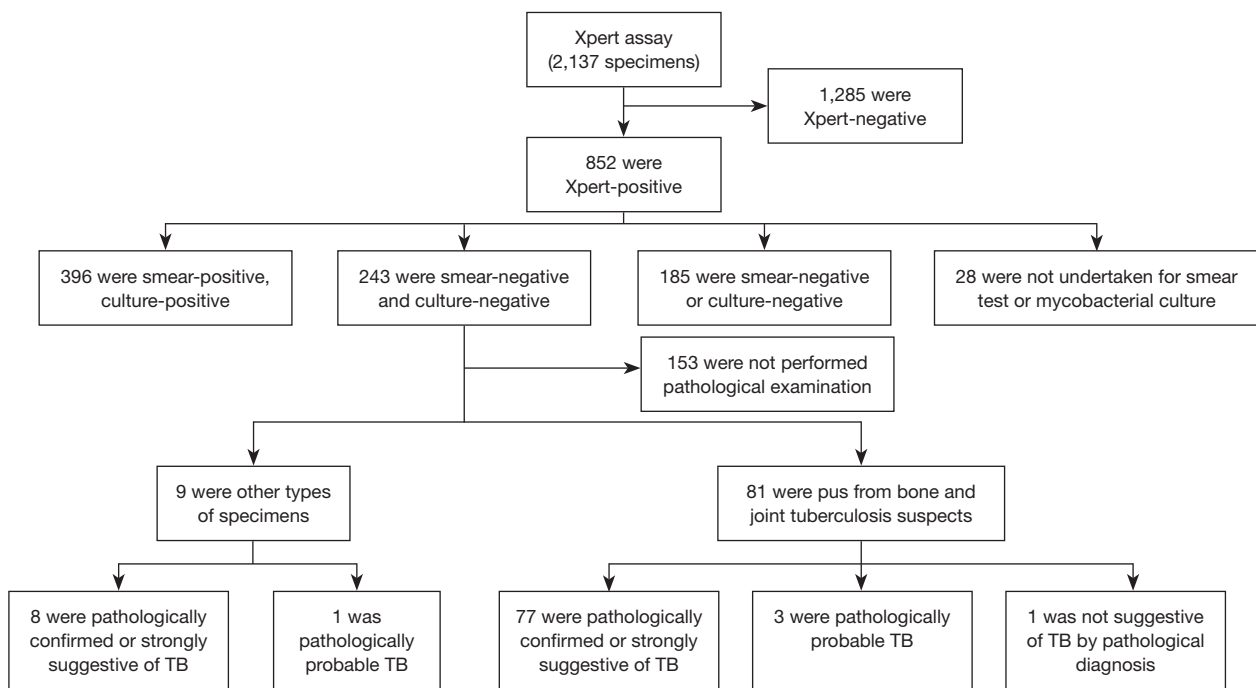 Xpert assay
(2,137 specimens)
1,285 were
Xpert-negative
852 were
Xpert-positive
396 were smear-positive,
culture-positive
243 were smear-negative
and culture-negative
185 were smear-negative
or culture-negative
28 were not undertaken for smear
test or mycobacterial culture
153 were not performed
pathological examination
9 were other types
of specimens
81 were pus from bone and
joint tuberculosis suspects
8 were pathologically
confirmed or strongly
suggestive of TB
1 was
pathologically
probable TB
77 were pathologically
confirmed or strongly
suggestive of TB
3 were pathologically
probable TB
1 was not suggestive
of TB by pathological
diagnosis